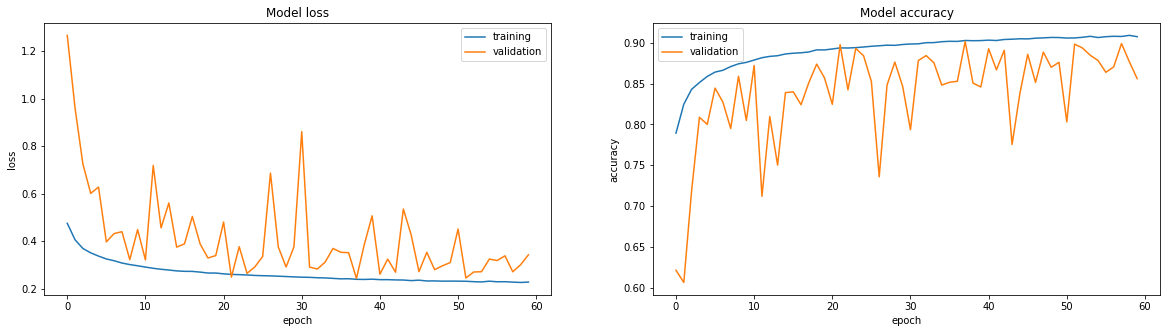 Model loss
training
validation
loss
1.2
1.0
0.8
0.6
0.4
0.2
0 10 20 30 40 50 60
epoch
Model accuracy
training
validation
accuracy
0.90
0.85
0.80
0.75
0.70
0.65
0.60
0 10 20 30 40 50 60
epoch